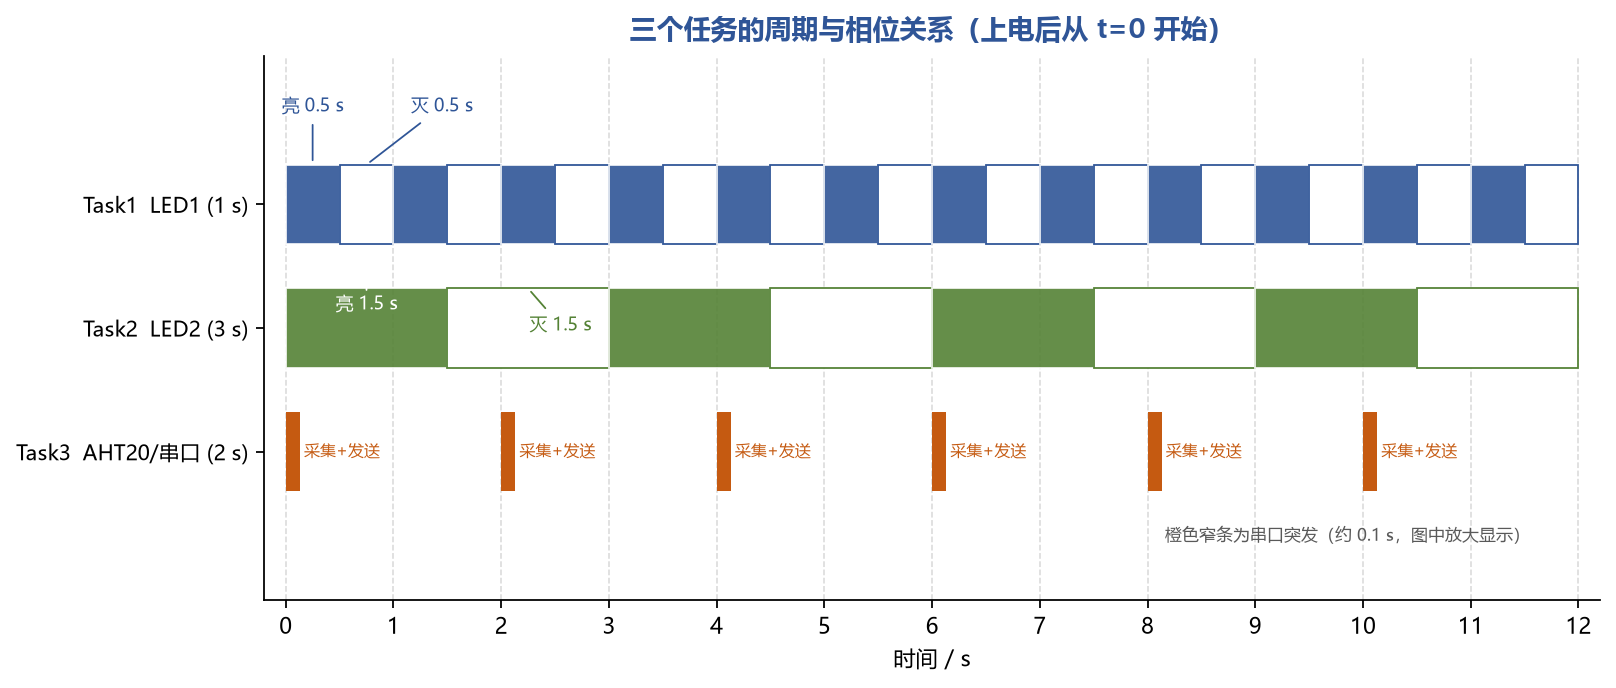 三个任务的周期与相位关系（上电后从 t=0 开始）
亮 0.5 s
灭 0.5 s
Task1  LED1 (1 s)
亮 1.5 s
灭 1.5 s
Task2  LED2 (3 s)
Task3  AHT20/串口 (2 s)
采集+发送
采集+发送
采集+发送
采集+发送
采集+发送
采集+发送
橙色窄条为串口突发（约 0.1 s，图中放大显示）
0 1 2 3 4 5 6 7 8 9 10 11 12
时间 / s